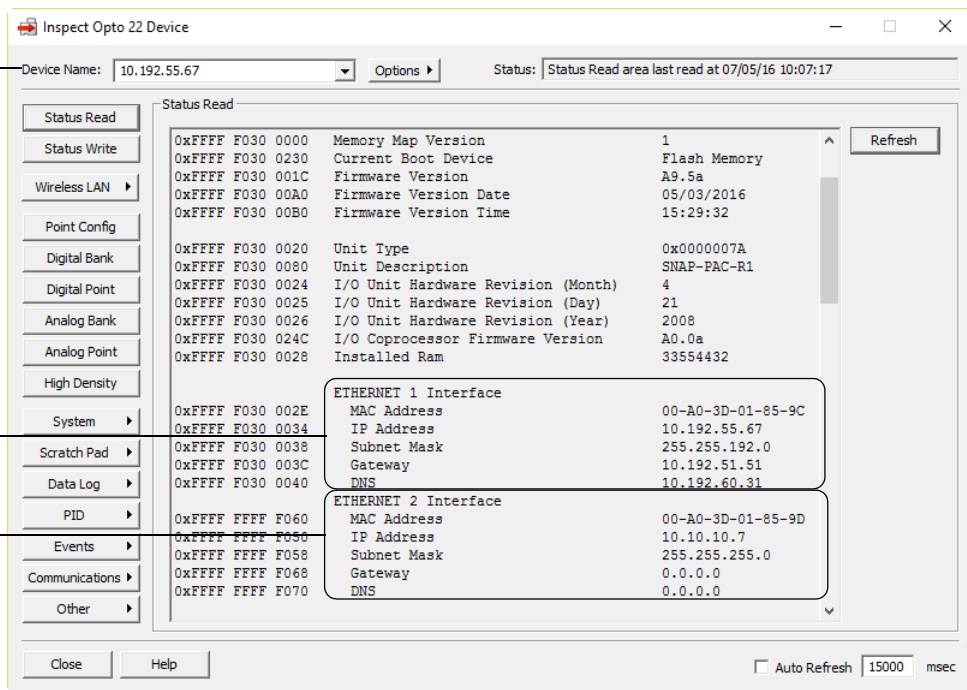 Inspect Opto 22 Device
Device Name: 10.192.55.67 Options Status: Status Read area last read at 07/05/16 10:07:17
Status Read
Status Write
Wireless LAN
Point Config
Digital Bank
Digital Point
Analog Bank
Analog Point
High Density
System
Scratch Pad
Data Log
PID
Events
Communications
Other
Status Read
0xFFFF F030 0000 Memory Map Version 1
0xFFFF F030 0230 Current Boot Device Flash Memory
0xFFFF F030 001C Firmware Version A9.5a
0xFFFF F030 00A0 Firmware Version Date 05/03/2016
0xFFFF F030 00B0 Firmware Version Time 15:29:32
0xFFFF F030 0020 Unit Type 0x0000007A
0xFFFF F030 0080 Unit Description SNAP-PAC-R1
0xFFFF F030 0024 I/O Unit Hardware Revision (Month) 4
0xFFFF F030 0025 I/O Unit Hardware Revision (Day) 21
0xFFFF F030 0026 I/O Unit Hardware Revision (Year) 2008
0xFFFF F030 024C I/O Coprocessor Firmware Version A0.0a
0xFFFF F030 0028 Installed Ram 33554432
ETHERNET 1 Interface
0xFFFF F030 002E MAC Address 00-A0-3D-01-85-9C
0xFFFF F030 0034 IP Address 10.192.55.67
0xFFFF F030 0038 Subnet Mask 255.255.192.0
0xFFFF F030 003C Gateway 10.192.51.51
0xFFFF F030 0040 DNS 10.192.60.31
ETHERNET 2 Interface
0xFFFF FFFF F060 MAC Address 00-A0-3D-01-85-9D
0xFFFF FFFF F050 IP Address 10.10.10.7
0xFFFF FFFF F058 Subnet Mask 255.255.255.0
0xFFFF FFFF F068 Gateway 0.0.0.0
0xFFFF FFFF F070 DNS 0.0.0.0
Refresh
Close Help Auto Refresh 15000 msec